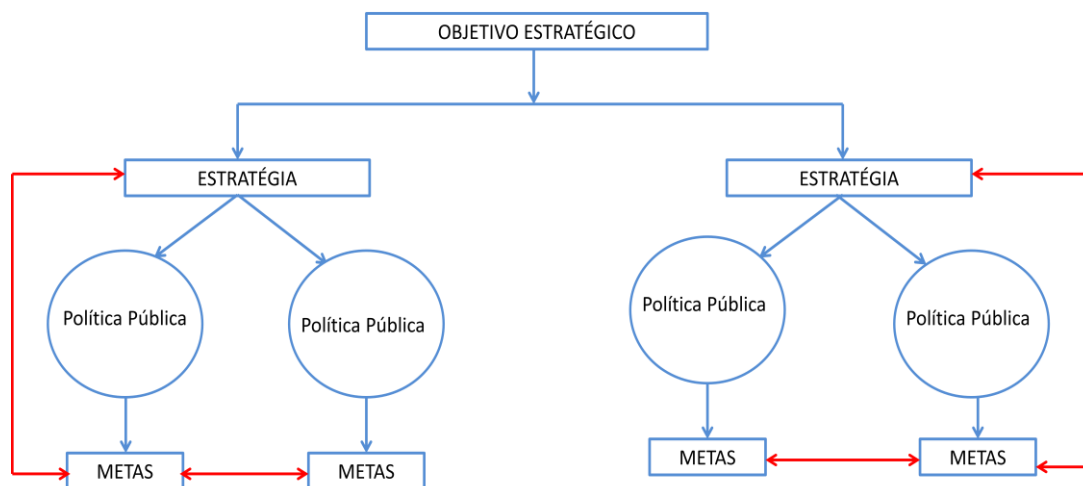 OBJETIVO ESTRATÉGICO
ESTRATÉGIA
ESTRATÉGIA
Política Pública
Política Pública
Política Pública
Política Pública
METAS
METAS
METAS
METAS